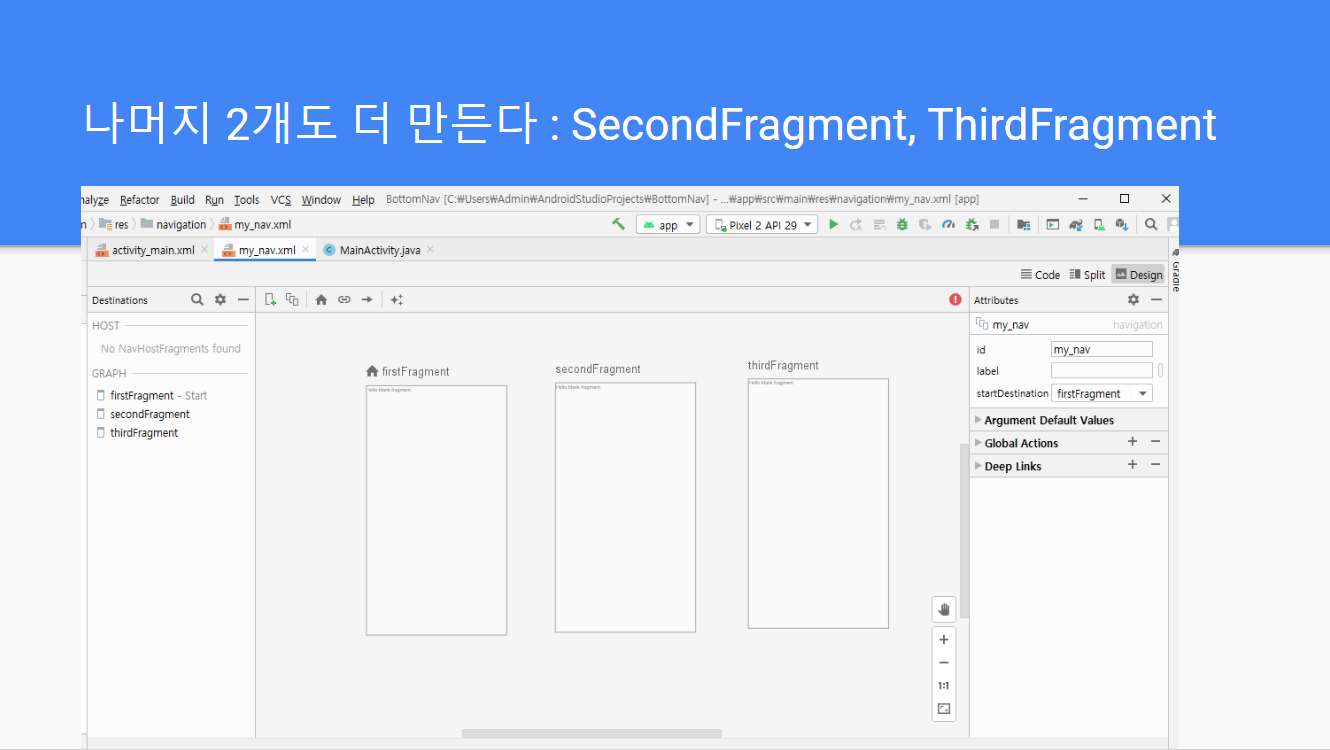 나머지 2개도 더 만든다 : SecondFragment, ThirdFragment
nalyze Refactor Build Run Tools VCS Window Help BottomNav [C:₩Users₩Admin₩AndroidStudioProjects₩BottomNav] - ...₩app₩src₩main₩res₩navigation₩my_nav.xml [app]
res navigation my_nav.xml app Pixel 2 API 29
activity_main.xml my_nav.xml MainActivity.java
Gradle
Code Split Design
Destinations
Attributes
HOST
No NavHostFragments found
GRAPH
firstFragment - Start
secondFragment
thirdFragment
firstFragment
Hello blank fragment
secondFragment
Hello blank fragment
thirdFragment
Hello blank fragment
1:1
my_nav navigation
id my_nav
label
startDestination firstFragment
Argument Default Values
Global Actions
Deep Links